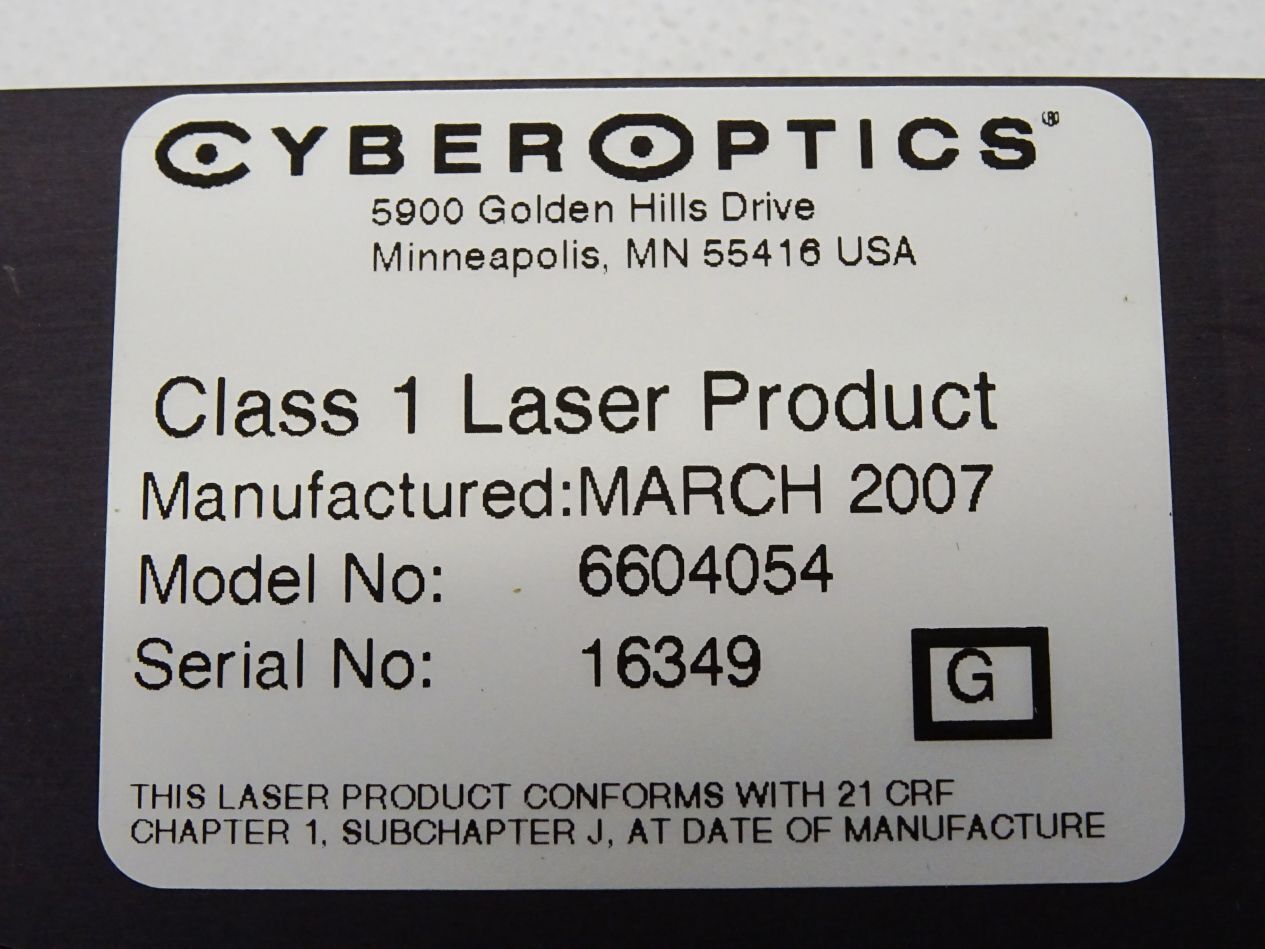 CYBEROPTICS®
5900 Golden Hills Drive
Minneapolis, MN 55416 USA
Class 1 Laser Product
Manufactured:MARCH 2007
Model No: 6604054
Serial No: 16349
G
THIS LASER PRODUCT CONFORMS WITH 21 CRF
CHAPTER 1, SUBCHAPTER J, AT DATE OF MANUFACTURE